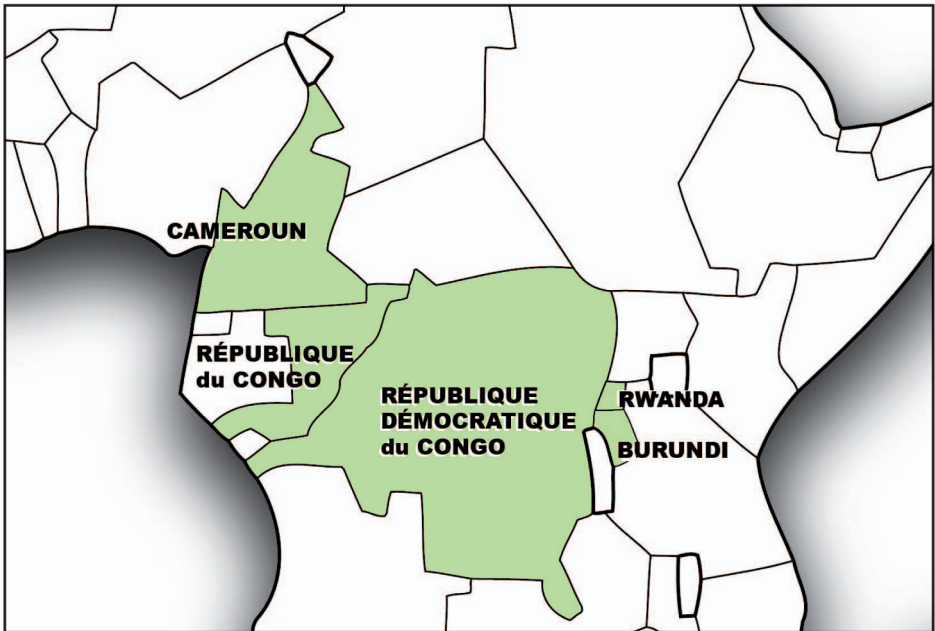 CAMEROUN
RÉPUBLIQUE
du CONGO
RÉPUBLIQUE
DÉMOCRATIQUE
du CONGO
RWANDA
BURUNDI